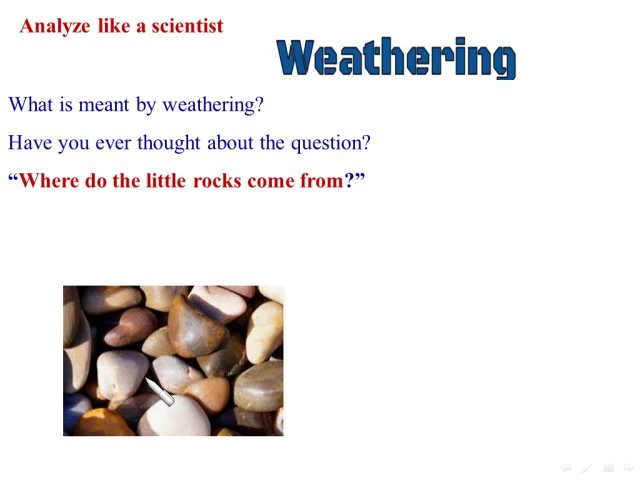 Analyze like a scientist
Weathering
What is meant by weathering?
Have you ever thought about the question?
“Where do the little rocks come from?”